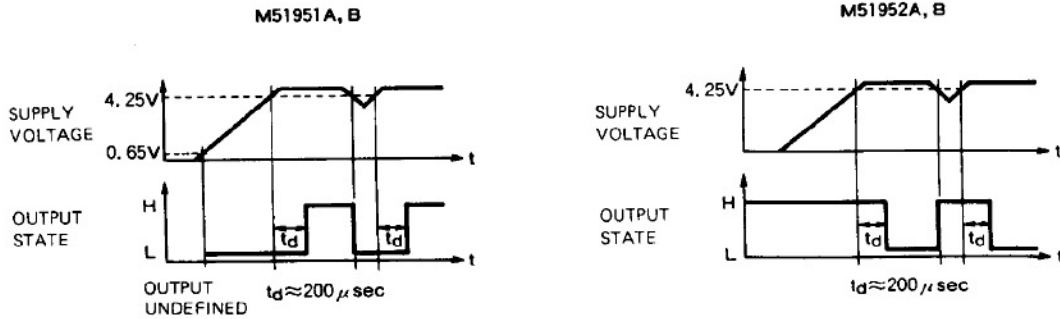 M51951A, B
4.25V
SUPPLY
VOLTAGE
0.65V
t
H
OUTPUT
STATE
L
td
td
t
OUTPUT
UNDEFINED
td≈200μsec
M51952A, B
4.25V
SUPPLY
VOLTAGE
t
H
OUTPUT
STATE
L
td
td
t
td≈200μsec